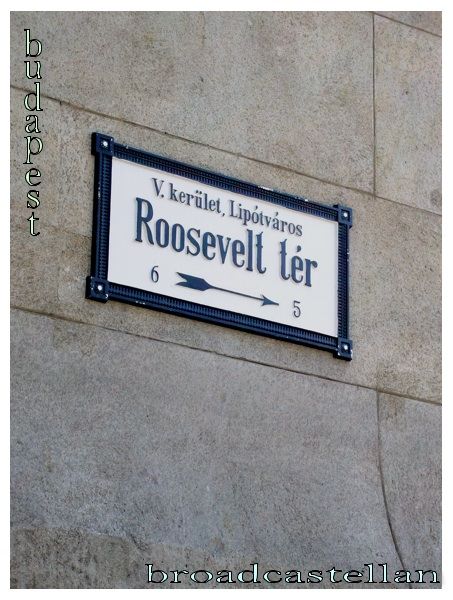 budapest
V. kerület, Lipótváros
Roosevelt tér
6 5
broadcastellan